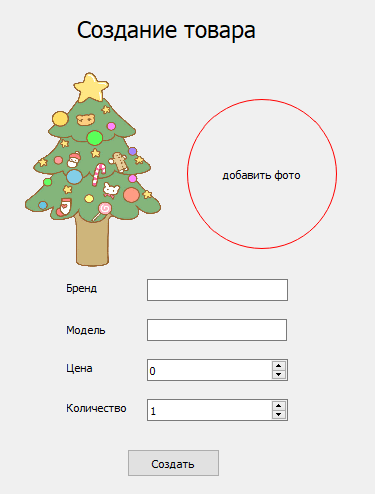 Создание товара
добавить фото
Бренд
Модель
Цена
0
Количество
1
Создать